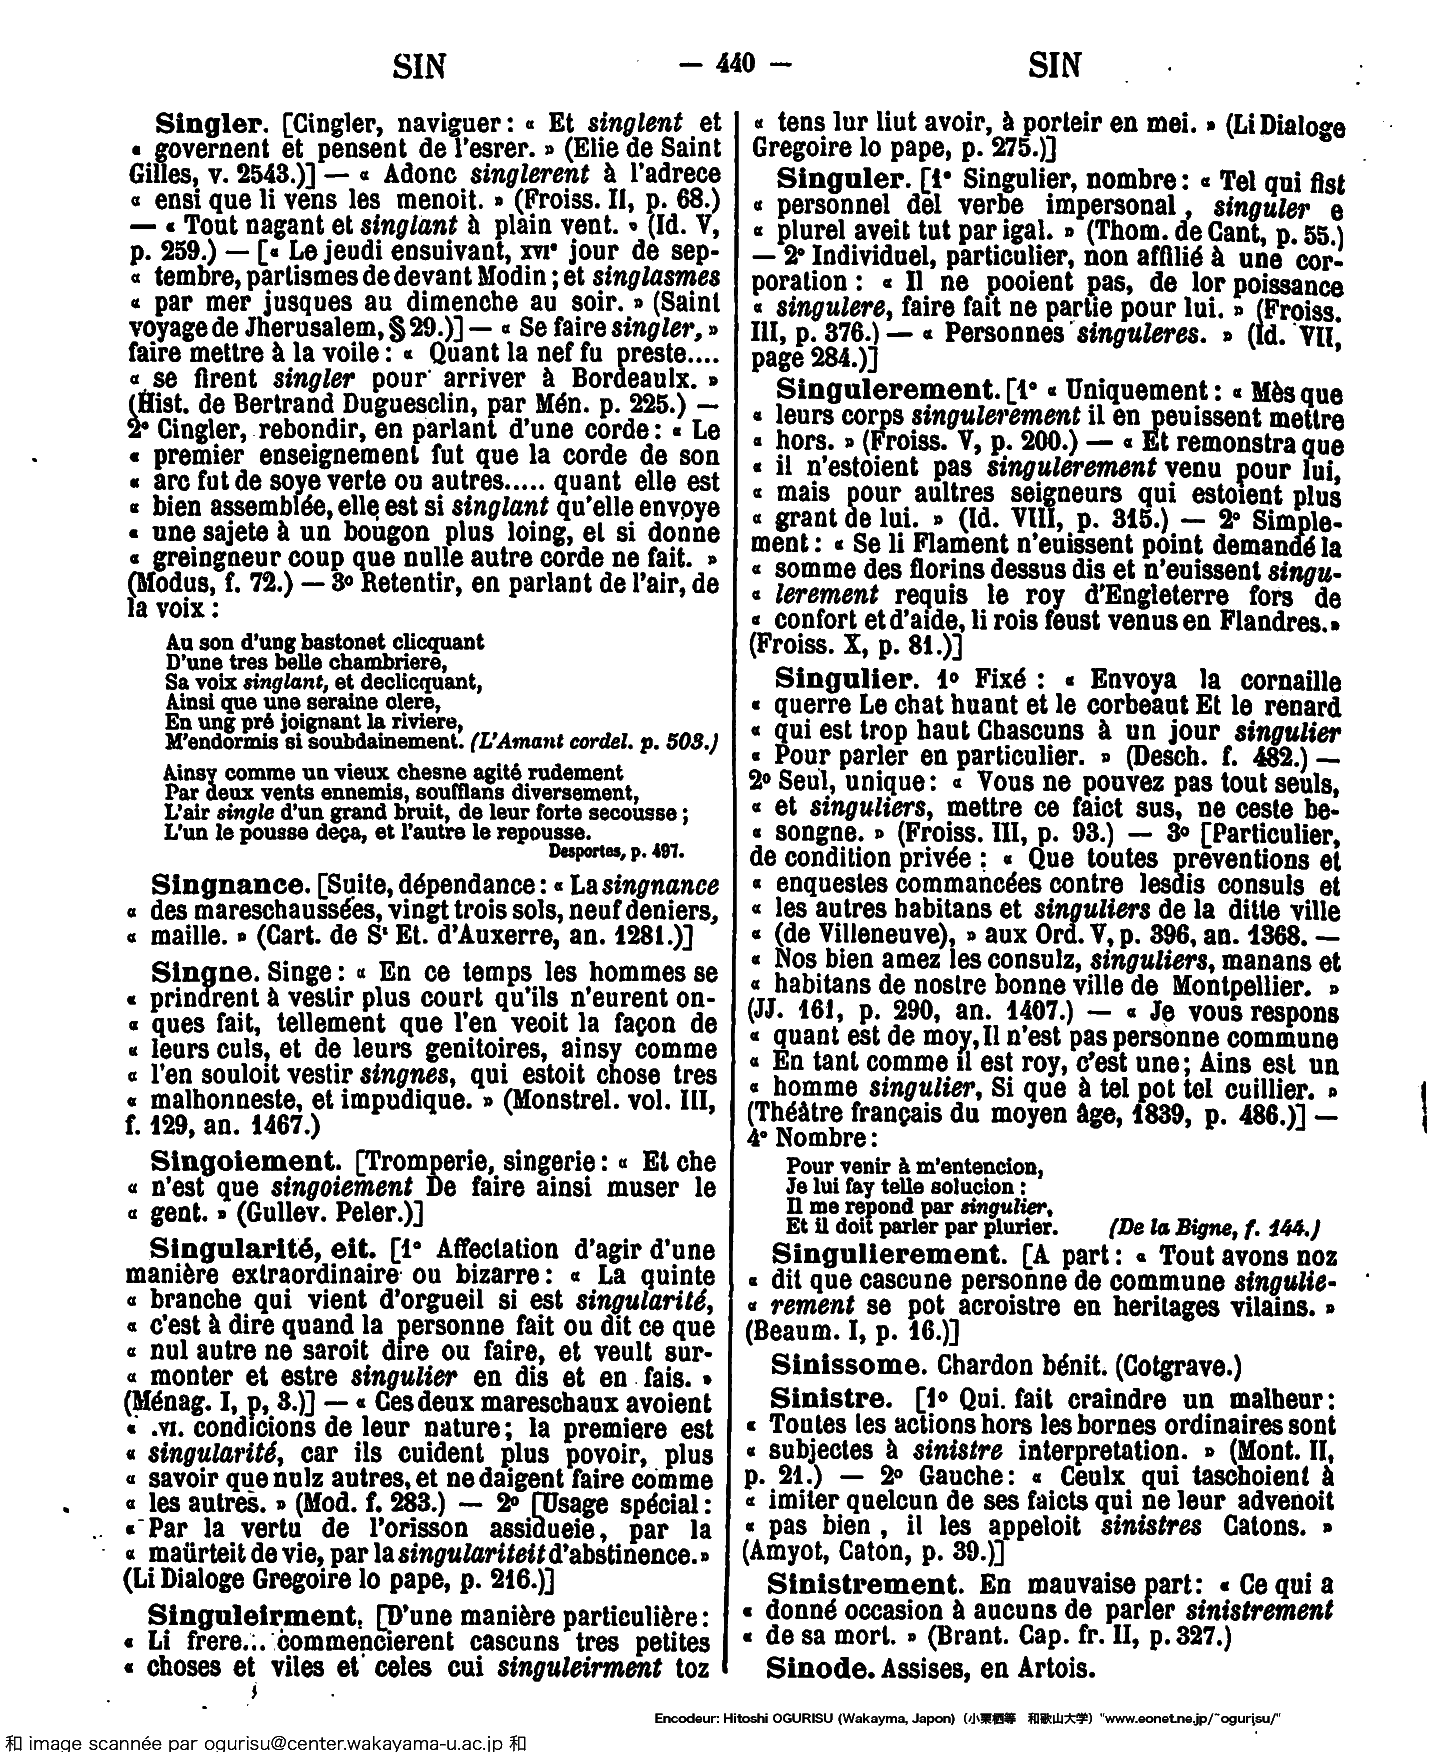 SIN — 440 — SIN
Singler. [Cingler, naviguer : « Et singlent et
« governent et pensent de l'esrer. » (Elie de Saint
Gilles, v. 2543.)] — « Adonc singlerent à l'adrece
« ensi que li vens les menoit. » (Froiss. II, p. 68.)
— « Tout nagant et singlant à plain vent. » (Id. V,
p. 259.) — [« Le jeudi ensuivant, XVIe jour de sep-
« tembre, partismes de devant Modin ; et singlasmes
« par mer jusques au dimenche au soir. » (Saint
voyage de Jherusalem, § 29.)] — « Se faire singler, »
faire mettre à la voile : « Quant la nef fu preste....
« se firent singler pour arriver à Bordeaulx. »
(Hist. de Bertrand Duguesclin, par Mén. p. 225.) —
2° Cingler, rebondir, en parlant d'une corde : « Le
« premier enseignement fut que la corde de son
« arc fut de soye verte ou autres..... quant elle est
« bien assemblée, elle est si singlant qu'elle envoye
« une sajete à un bougon plus loing, et si donne
« greingneur coup que nulle autre corde ne fait. »
(Modus, f. 72.) — 3° Retentir, en parlant de l'air, de
la voix :
Au son d'ung bastonet clicquant
D'une tres belle chambriere,
Sa voix singlant, et declicquant,
Ainsi que une seraine clere,
En ung pré joignant la riviere,
M'endormis si soubdainement. (L'Amant cordel. p. 503.)
Ainsy comme un vieux chesne agité rudement
Par deux vents ennemis, soufflans diversement,
L'air single d'un grand bruit, de leur forte secousse ;
L'un le pousse deça, et l'autre le repousse.
Desportes, p. 497.
Singnance. [Suite, dépendance : « La singnance
« des mareschaussées, vingt trois sols, neuf deniers,
« maille. » (Cart. de St Et. d'Auxerre, an. 1281.)]
Singne. Singe : « En ce temps les hommes se
« prindrent à vestir plus court qu'ils n'eurent on-
« ques fait, tellement que l'en veoit la façon de
« leurs culs, et de leurs genitoires, ainsy comme
« l'en souloit vestir singnes, qui estoit chose tres
« malhonneste, et impudique. » (Monstrel. vol. III,
f. 129, an. 1467.)
Singoiement. [Tromperie, singerie : « Et che
« n'est que singoiement De faire ainsi muser le
« gent. » (Gullev. Peler.)]
Singularité, eit. [1° Affectation d'agir d'une
manière extraordinaire ou bizarre : « La quinte
« branche qui vient d'orgueil si est singularité,
« c'est à dire quand la personne fait ou dit ce que
« nul autre ne saroit dire ou faire, et veult sur-
« monter et estre singulier en dis et en fais. »
(Ménag. I, p, 3.)] — « Ces deux mareschaux avoient
« .VI. condicions de leur nature ; la premiere est
« singularité, car ils cuident plus povoir, plus
« savoir que nulz autres, et ne daigent faire comme
« les autres. » (Mod. f. 283.) — 2° [Usage spécial :
« Par la vertu de l'orisson assidueie, par la
« maürteit de vie, par la singulariteit d'abstinence. »
(Li Dialoge Gregoire lo pape, p. 216.)]
Singuleirment. [D'une manière particulière :
« Li frere... commencierent cascuns tres petites
« choses et viles et celes cui singuleirment toz
« tens lur liut avoir, à porteir en mei. » (Li Dialoge
Gregoire lo pape, p. 275.)]
Singuler. [1° Singulier, nombre : « Tel qui fist
« personnel del verbe impersonal, singuler e
« plurel aveit tut par igal. » (Thom. de Cant, p. 55.)
— 2° Individuel, particulier, non affilié à une cor-
poration : « Il ne pooient pas, de lor poissance
« singulere, faire fait ne partie pour lui. » (Froiss.
III, p. 376.) — « Personnes singuleres. » (Id. VII,
page 284.)]
Singulerement. [1° « Uniquement : « Mès que
« leurs corps singulerement il en peuissent mettre
« hors. » (Froiss. V, p. 200.) — « Et remonstra que
« il n'estoient pas singulerement venu pour lui,
« mais pour aultres seigneurs qui estoient plus
« grant de lui. » (Id. VIII, p. 315.) — 2° Simple-
ment : « Se li Flament n'euissent point demandé la
« somme des florins dessus dis et n'euissent singu-
« lerement requis le roy d'Engleterre fors de
« confort et d'aide, li rois feust venus en Flandres. »
(Froiss. X, p. 81.)]
Singulier. 1° Fixé : « Envoya la cornaille
« querre Le chat huant et le corbeaut Et le renard
« qui est trop haut Chascuns à un jour singulier
« Pour parler en particulier. » (Desch. f. 482.) —
2° Seul, unique : « Vous ne pouvez pas tout seuls,
« et singuliers, mettre ce faict sus, ne ceste be-
« songne. » (Froiss. III, p. 93.) — 3° [Particulier,
de condition privée : « Que toutes preventions et
« enquestes commancées contre lesdis consuls et
« les autres habitans et singuliers de la ditte ville
« (de Villeneuve), » aux Ord. V, p. 396, an. 1368. —
« Nos bien amez les consulz, singuliers, manans et
« habitans de nostre bonne ville de Montpellier. »
(JJ. 161, p. 290, an. 1407.) — « Je vous respons
« quant est de moy, Il n'est pas personne commune
« En tant comme il est roy, c'est une ; Ains est un
« homme singulier, Si que à tel pot tel cuillier. »
(Théâtre français du moyen âge, 1839, p. 486.)] —
4° Nombre :
Pour venir à m'entencion,
Je lui fay telle solucion :
Il me repond par singulier,
Et il doit parler par plurier. (De la Bigne, f. 144.)
Singulierement. [A part : « Tout avons noz
« dit que cascune personne de commune singulie-
« rement se pot acroistre en heritages vilains. »
(Beaum. I, p. 16.)]
Sinissome. Chardon bénit. (Cotgrave.)
Sinistre. [1° Qui. fait craindre un malheur :
« Toutes les actions hors les bornes ordinaires sont
« subjectes à sinistre interpretation. » (Mont. II,
p. 21.) — 2° Gauche : « Ceulx qui taschoient à
« imiter quelcun de ses faicts qui ne leur advenoit
« pas bien, il les appeloit sinistres Catons. »
(Amyot, Caton, p. 39.)]
Sinistrement. En mauvaise part : « Ce qui a
« donné occasion à aucuns de parler sinistrement
« de sa mort. » (Brant. Cap. fr. II, p. 327.)
Sinode. Assises, en Artois.
Encodeur: Hitoshi OGURISU (Wakayma, Japon) (小栗栖等 和歌山大学) "www.eonet.ne.jp/~ogurisu/"
和 image scannée par ogurisu@center.wakayama-u.ac.jp 和